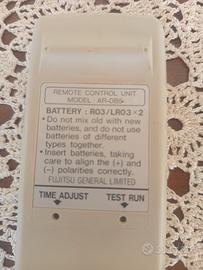 REMOTE CONTROL UNIT
MODEL: AR-DB5
BATTERY: R03/LR03×2
• Do not mix old with new
batteries, and do not use
batteries of different
types together.
• Insert batteries, taking
care to align the (+) and
(−) polarities correctly.
FUJITSU GENERAL LIMITED
TIME ADJUST
TEST RUN